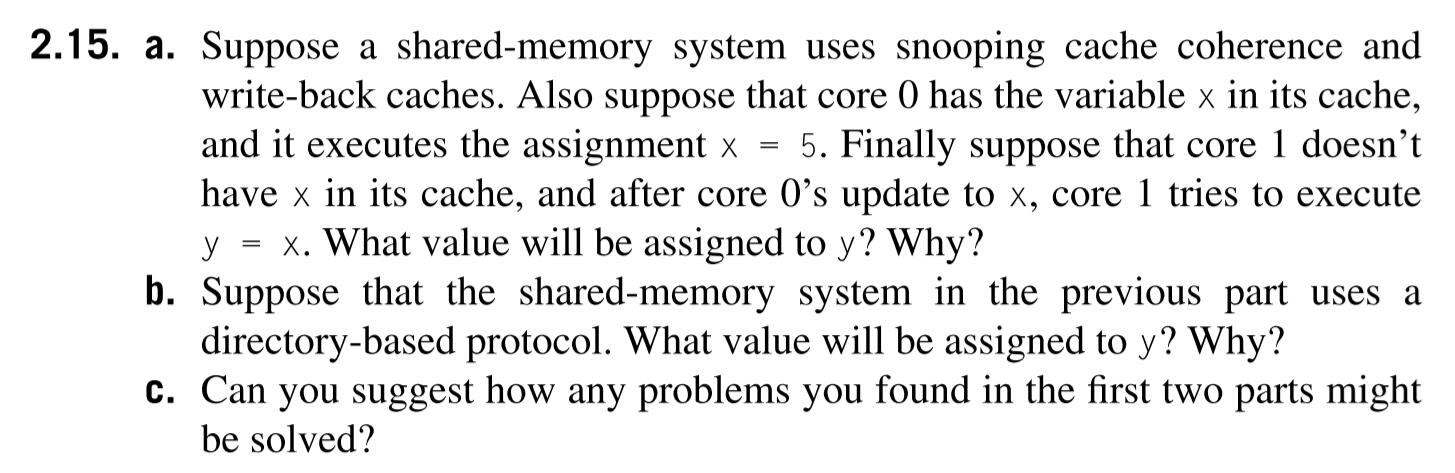 2.15. a. Suppose a shared-memory system uses snooping cache coherence and
write-back caches. Also suppose that core 0 has the variable x in its cache,
and it executes the assignment x = 5. Finally suppose that core 1 doesn’t
have x in its cache, and after core 0’s update to x, core 1 tries to execute
y = x. What value will be assigned to y? Why?
b. Suppose that the shared-memory system in the previous part uses a
directory-based protocol. What value will be assigned to y? Why?
c. Can you suggest how any problems you found in the first two parts might
be solved?